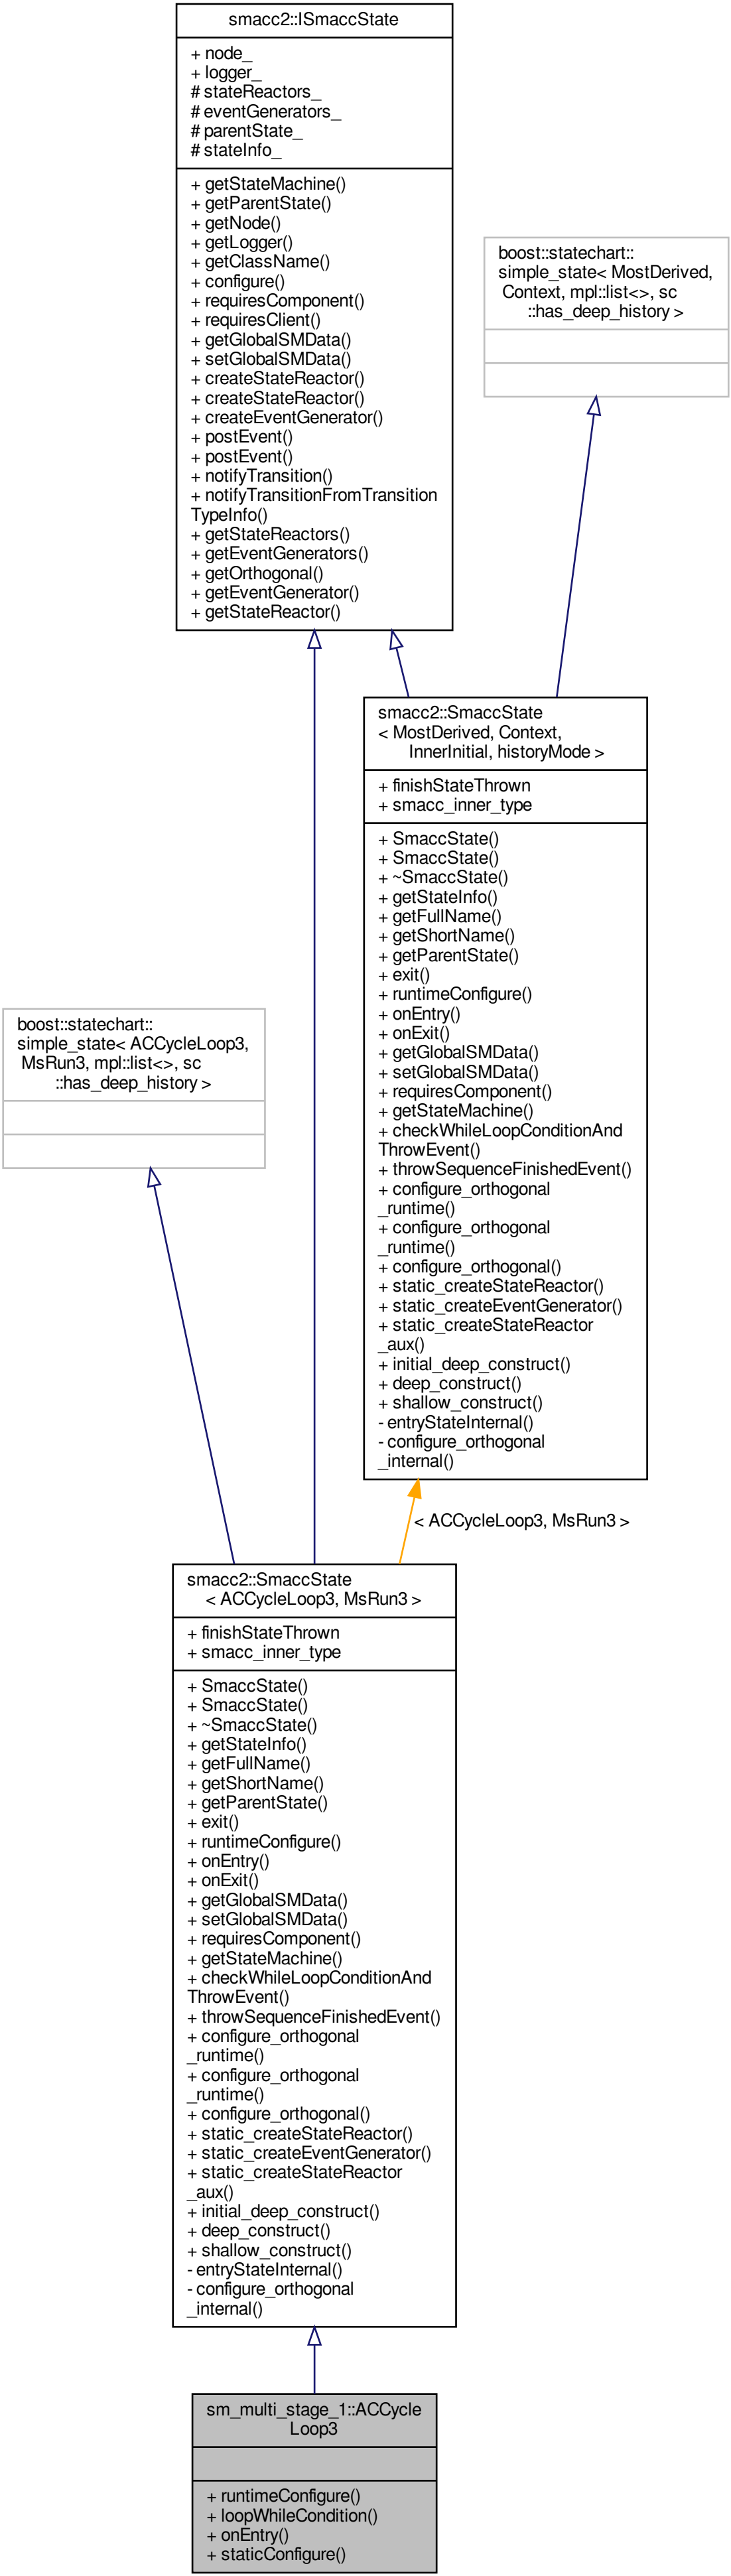 smacc2::ISmaccState
+ node_
+ logger_
# stateReactors_
# eventGenerators_
# parentState_
# stateInfo_
+ getStateMachine()
+ getParentState()
+ getNode()
+ getLogger()
+ getClassName()
+ configure()
+ requiresComponent()
+ requiresClient()
+ getGlobalSMData()
+ setGlobalSMData()
+ createStateReactor()
+ createStateReactor()
+ createEventGenerator()
+ postEvent()
+ postEvent()
+ notifyTransition()
+ notifyTransitionFromTransition
TypeInfo()
+ getStateReactors()
+ getEventGenerators()
+ getOrthogonal()
+ getEventGenerator()
+ getStateReactor()
boost::statechart::
simple_state< MostDerived,
Context, mpl::list<>, sc
::has_deep_history >
smacc2::SmaccState
< MostDerived, Context,
InnerInitial, historyMode >
+ finishStateThrown
+ smacc_inner_type
+ SmaccState()
+ SmaccState()
+ ~SmaccState()
+ getStateInfo()
+ getFullName()
+ getShortName()
+ getParentState()
+ exit()
+ runtimeConfigure()
+ onEntry()
+ onExit()
+ getGlobalSMData()
+ setGlobalSMData()
+ requiresComponent()
+ getStateMachine()
+ checkWhileLoopConditionAnd
ThrowEvent()
+ throwSequenceFinishedEvent()
+ configure_orthogonal
_runtime()
+ configure_orthogonal
_runtime()
+ configure_orthogonal()
+ static_createStateReactor()
+ static_createEventGenerator()
+ static_createStateReactor
_aux()
+ initial_deep_construct()
+ deep_construct()
+ shallow_construct()
- entryStateInternal()
- configure_orthogonal
_internal()
boost::statechart::
simple_state< ACCycleLoop3,
MsRun3, mpl::list<>, sc
::has_deep_history >
< ACCycleLoop3, MsRun3 >
smacc2::SmaccState
< ACCycleLoop3, MsRun3 >
+ finishStateThrown
+ smacc_inner_type
+ SmaccState()
+ SmaccState()
+ ~SmaccState()
+ getStateInfo()
+ getFullName()
+ getShortName()
+ getParentState()
+ exit()
+ runtimeConfigure()
+ onEntry()
+ onExit()
+ getGlobalSMData()
+ setGlobalSMData()
+ requiresComponent()
+ getStateMachine()
+ checkWhileLoopConditionAnd
ThrowEvent()
+ throwSequenceFinishedEvent()
+ configure_orthogonal
_runtime()
+ configure_orthogonal
_runtime()
+ configure_orthogonal()
+ static_createStateReactor()
+ static_createEventGenerator()
+ static_createStateReactor
_aux()
+ initial_deep_construct()
+ deep_construct()
+ shallow_construct()
- entryStateInternal()
- configure_orthogonal
_internal()
sm_multi_stage_1::ACCycle
Loop3
+ runtimeConfigure()
+ loopWhileCondition()
+ onEntry()
+ staticConfigure()